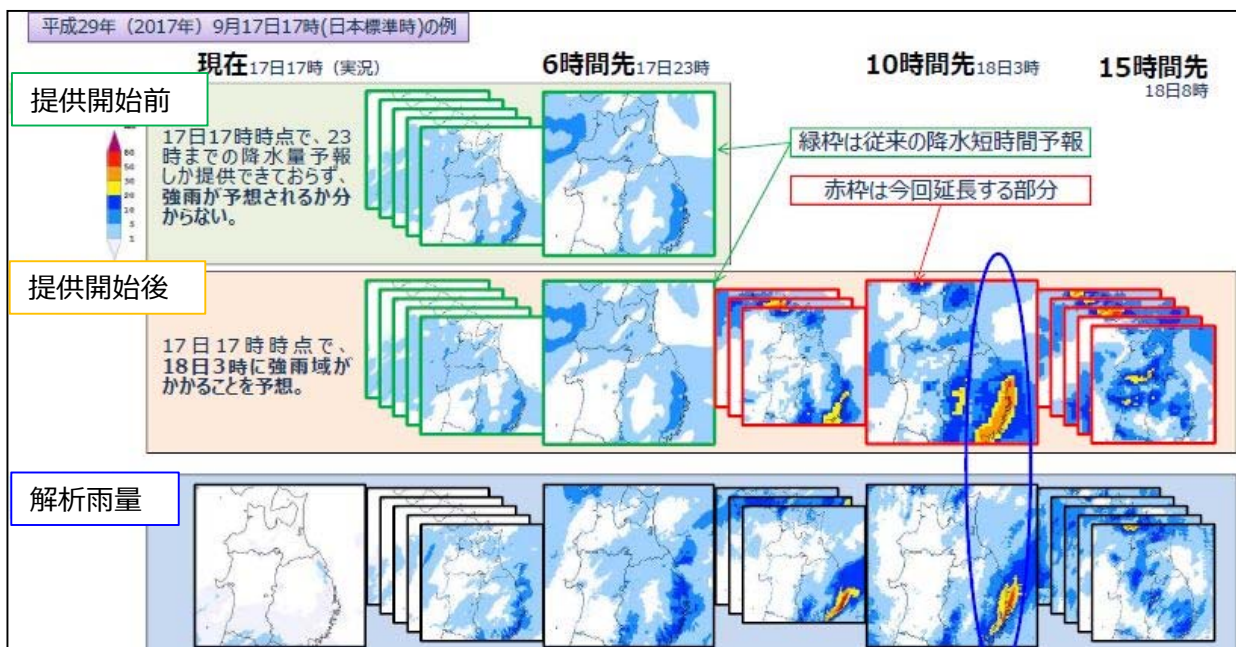 平成29年（2017年）9月17日17時(日本標準時)の例
現在17日17時（実況）
6時間先17日23時
10時間先18日3時
15時間先
18日8時
提供開始前
17日17時時点で、23
時までの降水量予報
しか提供できておらず、
強雨が予想されるか分
からない。
80
50
30
20
10
5
1
緑枠は従来の降水短時間予報
赤枠は今回延長する部分
提供開始後
17日17時時点で、
18日3時に強雨域が
かかることを予想。
解析雨量